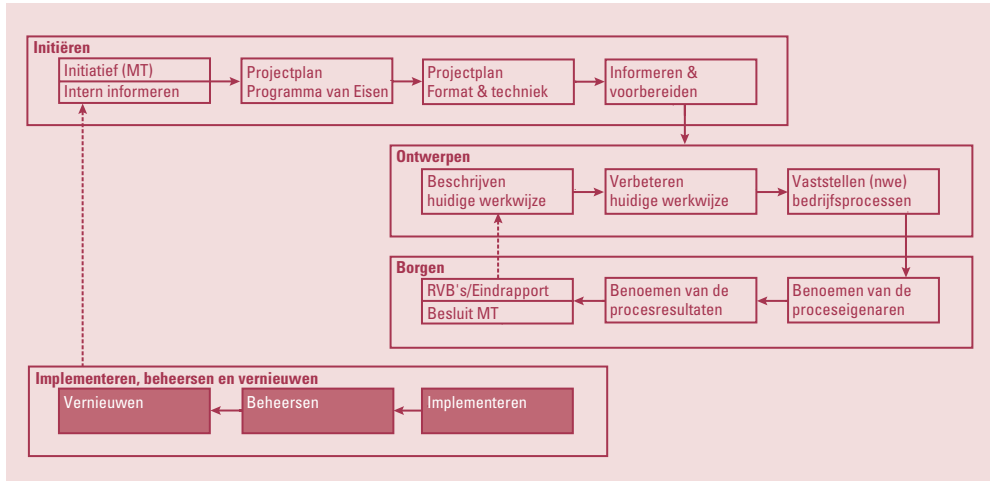 Initiëren
Initiatief (MT)
Intern informeren
Projectplan
Programma van Eisen
Projectplan
Format & techniek
Informeren &
voorbereiden
Ontwerpen
Beschrijven
huidige werkwijze
Verbeteren
huidige werkwijze
Vaststellen (nwe)
bedrijfsprocessen
Borgen
RVB's/Eindrapport
Besluit MT
Benoemen van de
procesresultaten
Benoemen van de
proceseigenaren
Implementeren, beheersen en vernieuwen
Vernieuwen
Beheersen
Implementeren